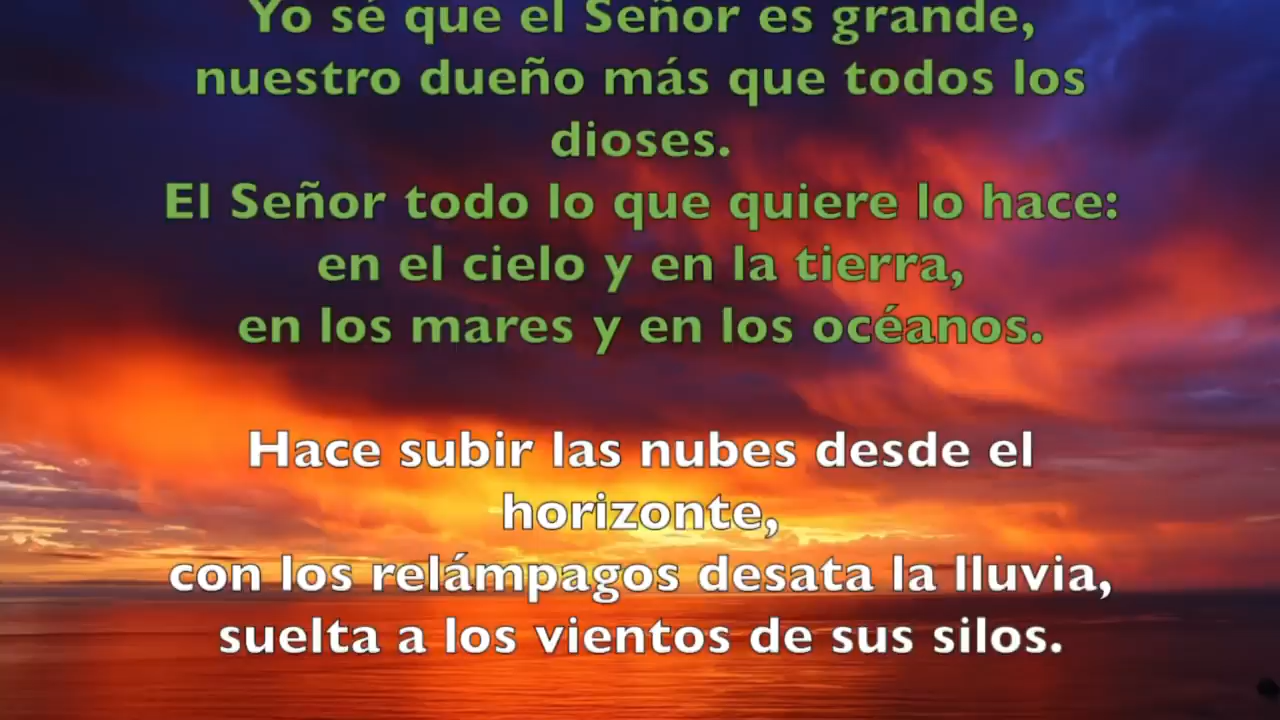 Yo sé que el Señor es grande,
nuestro dueño más que todos los
dioses.
El Señor todo lo que quiere lo hace:
en el cielo y en la tierra,
en los mares y en los océanos.
Hace subir las nubes desde el
horizonte,
con los relámpagos desata la lluvia,
suelta a los vientos de sus silos.